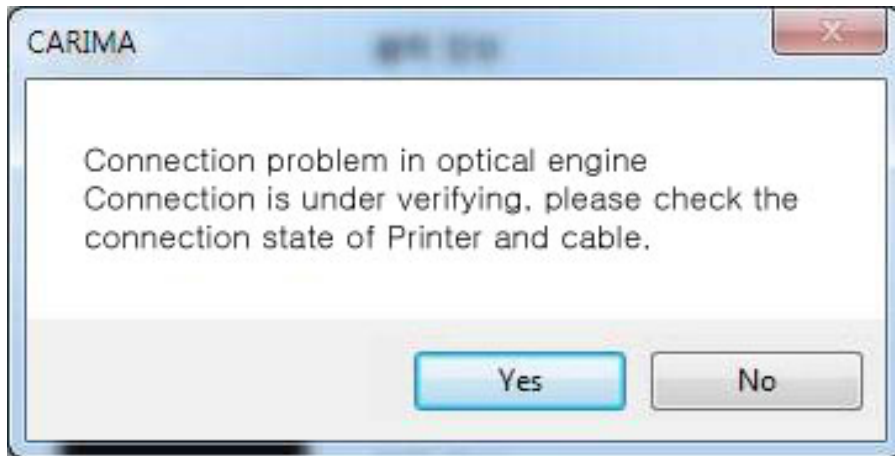 CARIMA
Connection problem in optical engine
Connection is under verifying, please check the
connection state of Printer and cable.
Yes
No